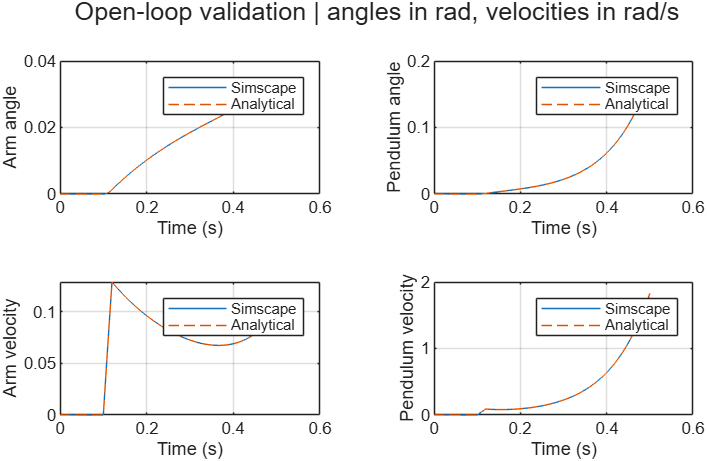 Open-loop validation | angles in rad, velocities in rad/s
Arm angle
0.04
0.02
0
Simscape
Analytical
0 0.2 0.4 0.6
Time (s)
Pendulum angle
0.2
0.1
0
Simscape
Analytical
0 0.2 0.4 0.6
Time (s)
Arm velocity
0.1
0.05
0
Simscape
Analytical
0 0.2 0.4 0.6
Time (s)
Pendulum velocity
2
1
0
Simscape
Analytical
0 0.2 0.4 0.6
Time (s)